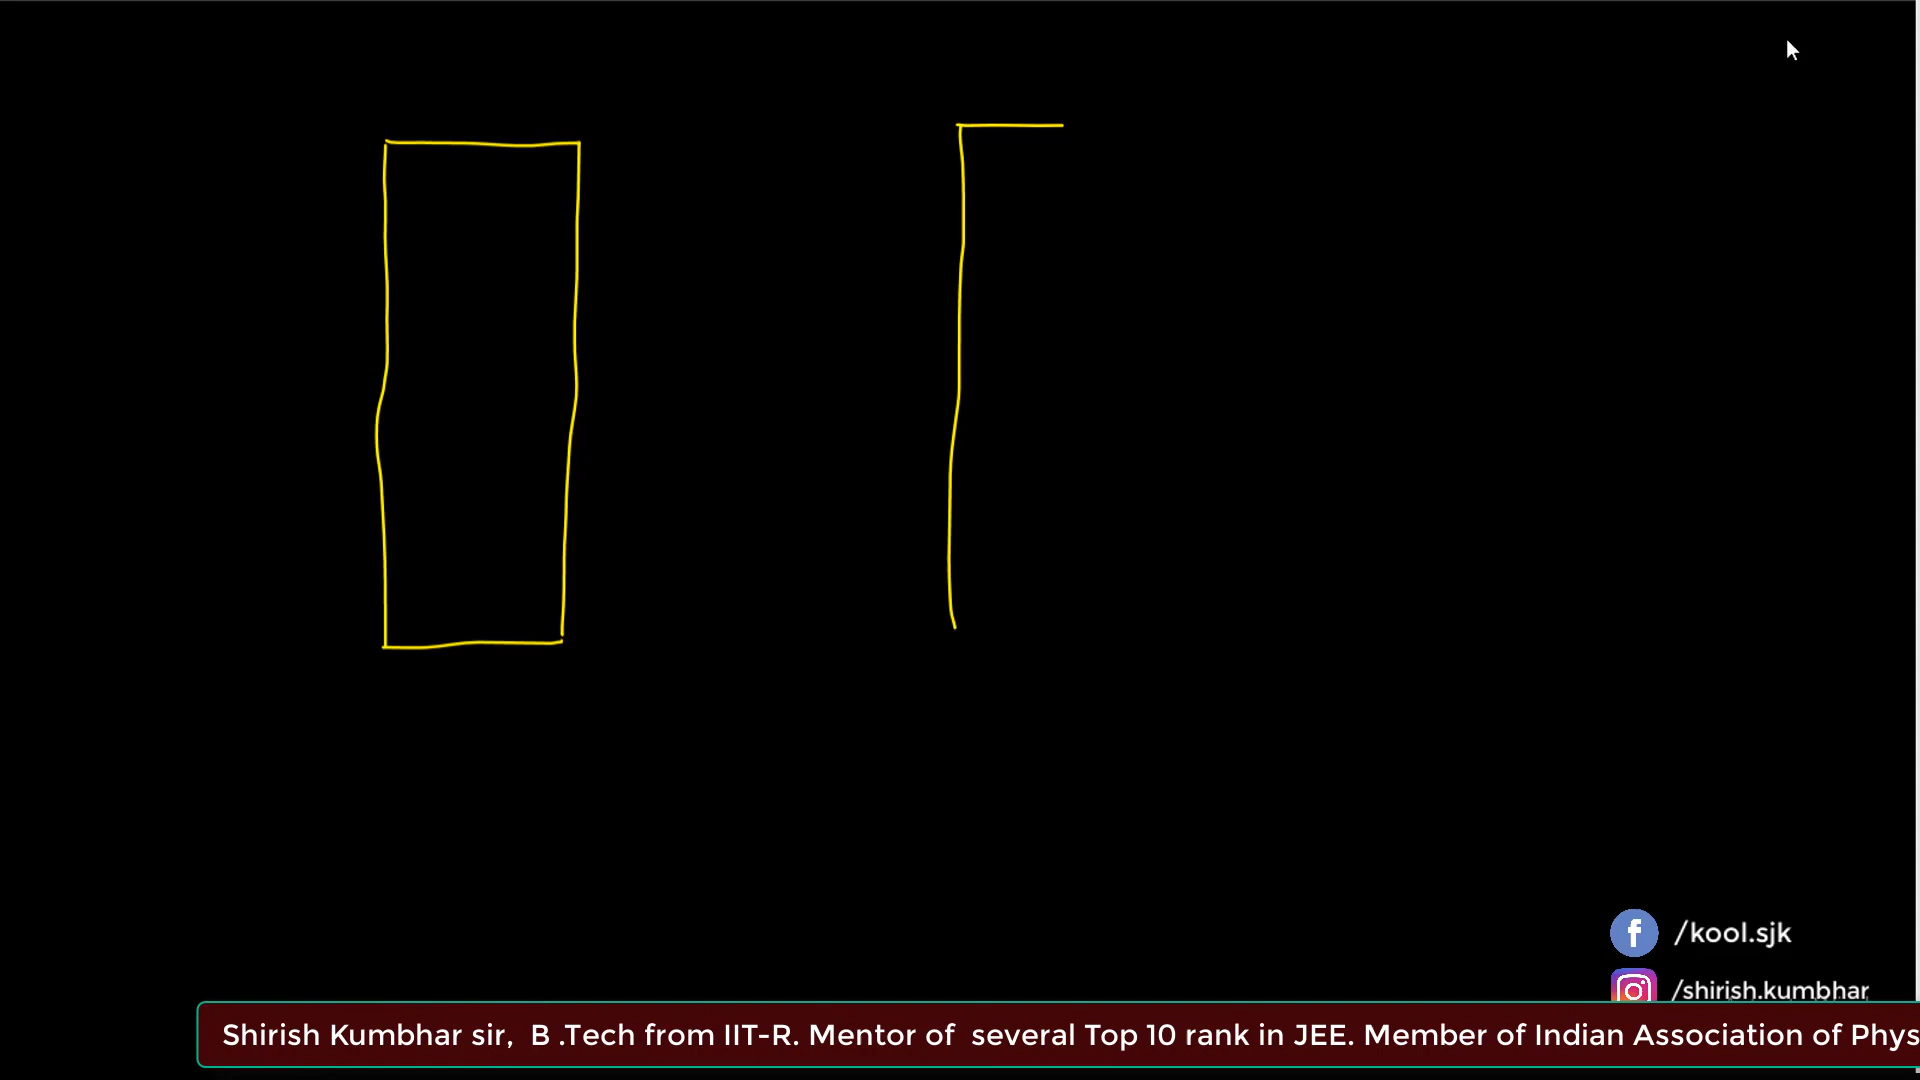 /kool.sjk
/shirish.kumbhar
Shirish Kumbhar sir,  B .Tech from IIT-R. Mentor of  several Top 10 rank in JEE. Member of Indian Association of Phys